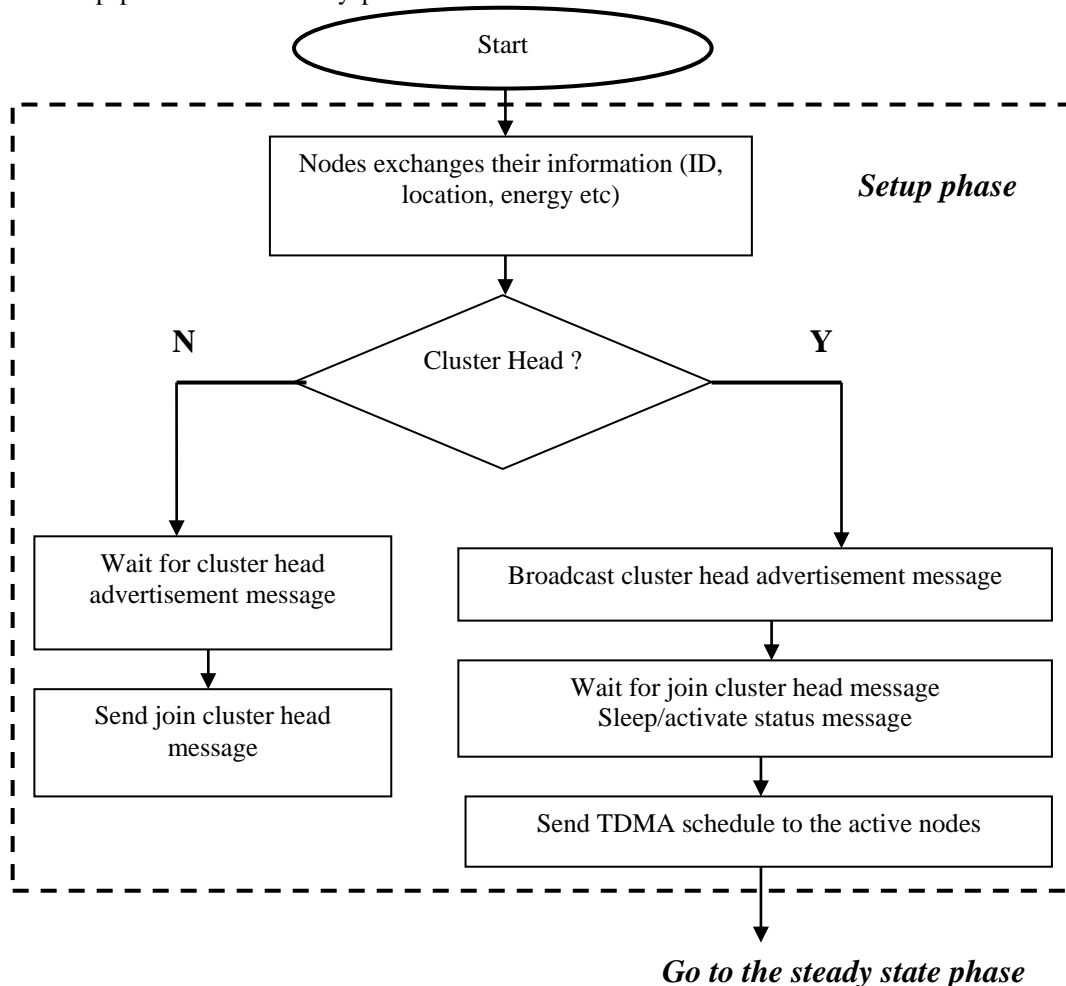 Start
Nodes exchanges their information (ID,
location, energy etc)
Setup phase
N
Y
Cluster Head ?
Wait for cluster head
advertisement message
Broadcast cluster head advertisement message
Send join cluster head
message
Wait for join cluster head message
Sleep/activate status message
Send TDMA schedule to the active nodes
Go to the steady state phase